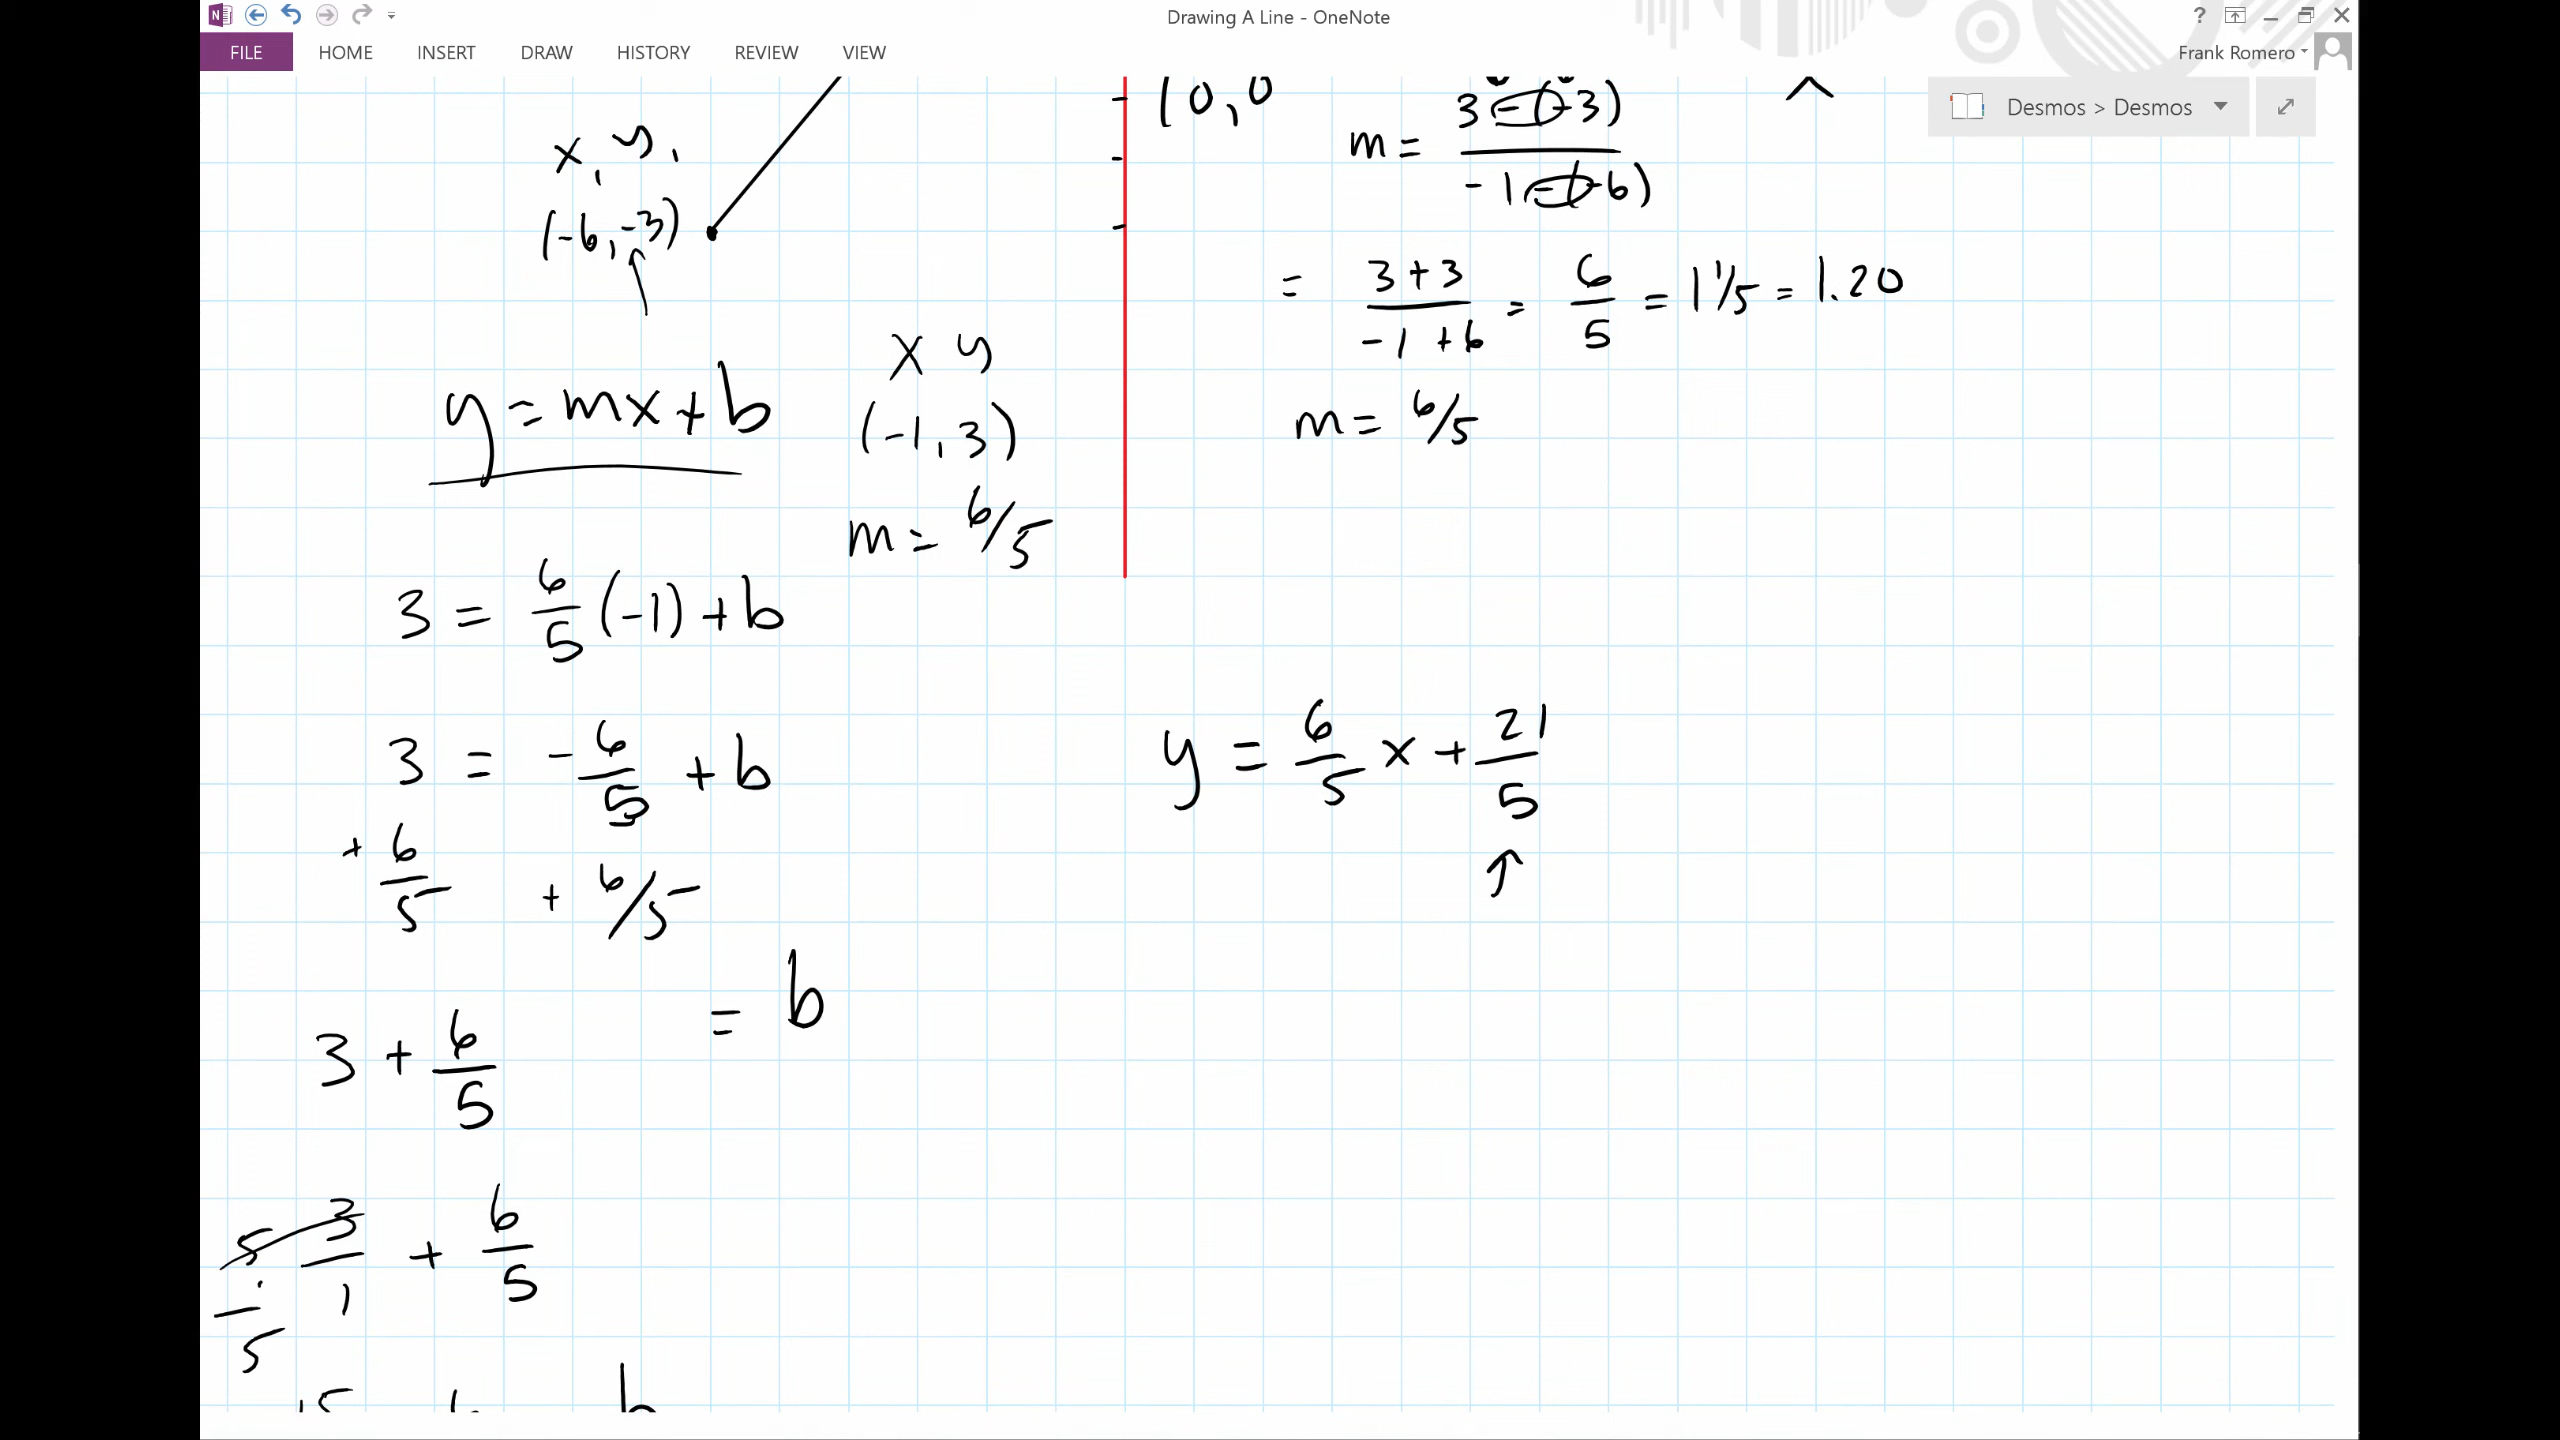 Drawing A Line - OneNote
?
FILE HOME INSERT DRAW HISTORY REVIEW VIEW
Frank Romero
Desmos > Desmos
x, y,
(-6, -3)
(0,0
m = 3-(-3) / -1-(-6)
= 3+3 / -1+6 = 6/5 = 1 1/5 = 1.20
m = 6/5
y = mx + b
x y
(-1, 3)
m = 6/5
3 = 6/5 (-1) + b
3 = - 6/5 + b
+ 6/5 + 6/5
3 + 6/5 = b
5/5 3/1 + 6/5
b
y = 6/5 x + 21/5